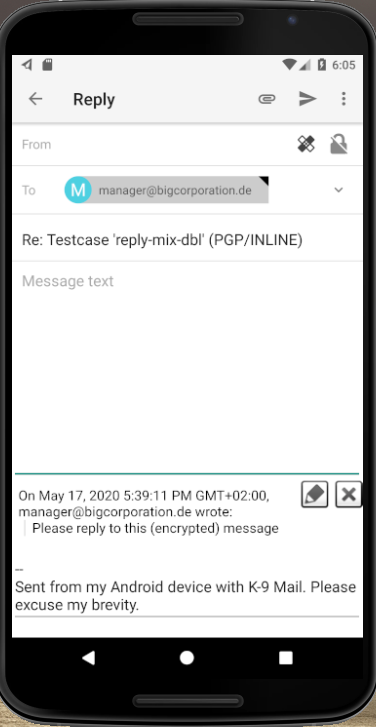 6:05
Reply
From
To M manager@bigcorporation.de
Re: Testcase 'reply-mix-dbl' (PGP/INLINE)
Message text
On May 17, 2020 5:39:11 PM GMT+02:00,
manager@bigcorporation.de wrote:
Please reply to this (encrypted) message
--
Sent from my Android device with K-9 Mail. Please
excuse my brevity.